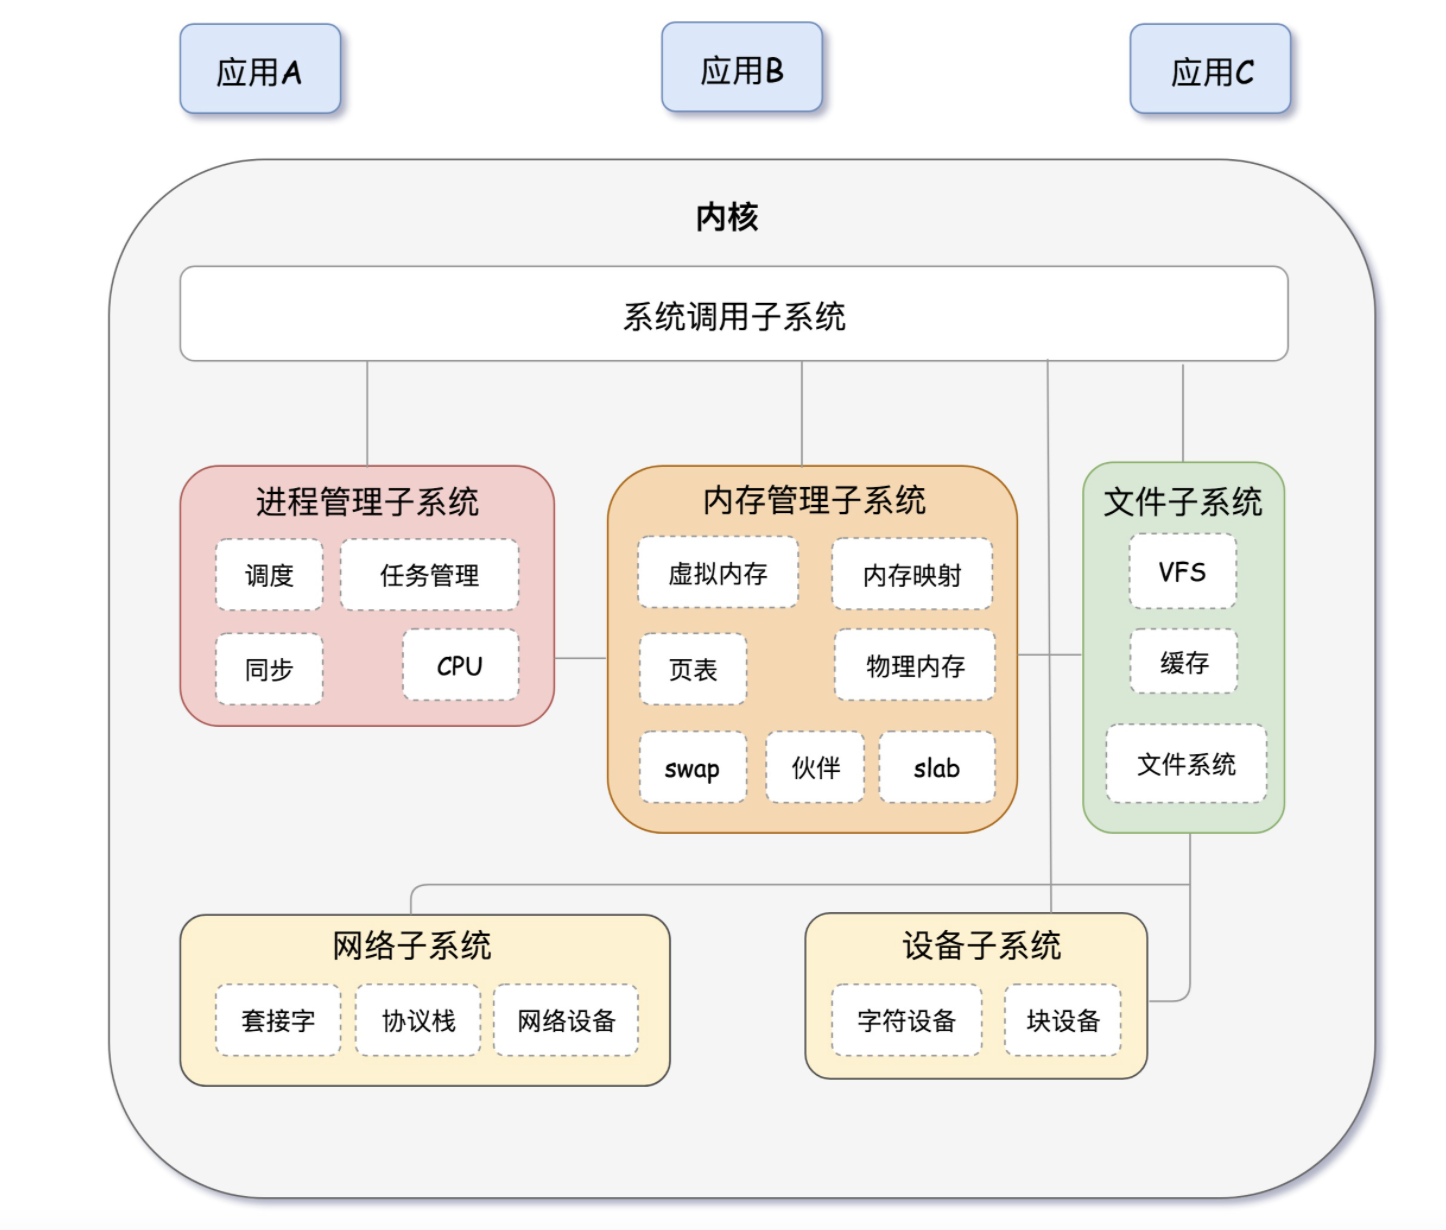 应用A
应用B
应用C
内核
系统调用子系统
进程管理子系统
调度
任务管理
同步
CPU
内存管理子系统
虚拟内存
内存映射
页表
物理内存
swap
伙伴
slab
文件子系统
VFS
缓存
文件系统
网络子系统
套接字
协议栈
网络设备
设备子系统
字符设备
块设备